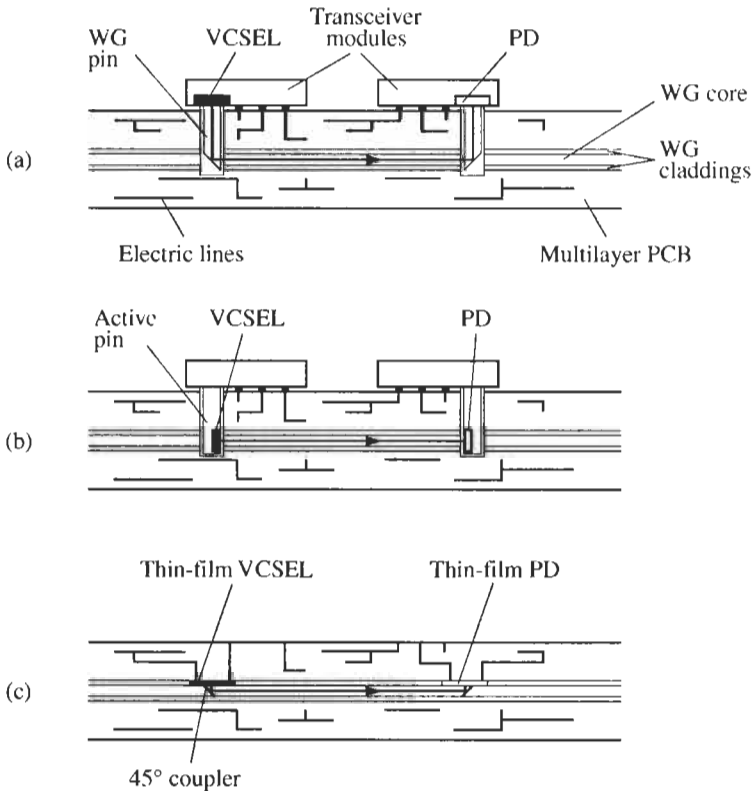 WG
pin
VCSEL
Transceiver
modules
PD
WG core
WG
claddings
(a)
Electric lines
Multilayer PCB
Active
pin
VCSEL
PD
(b)
Thin-film VCSEL
Thin-film PD
(c)
45° coupler